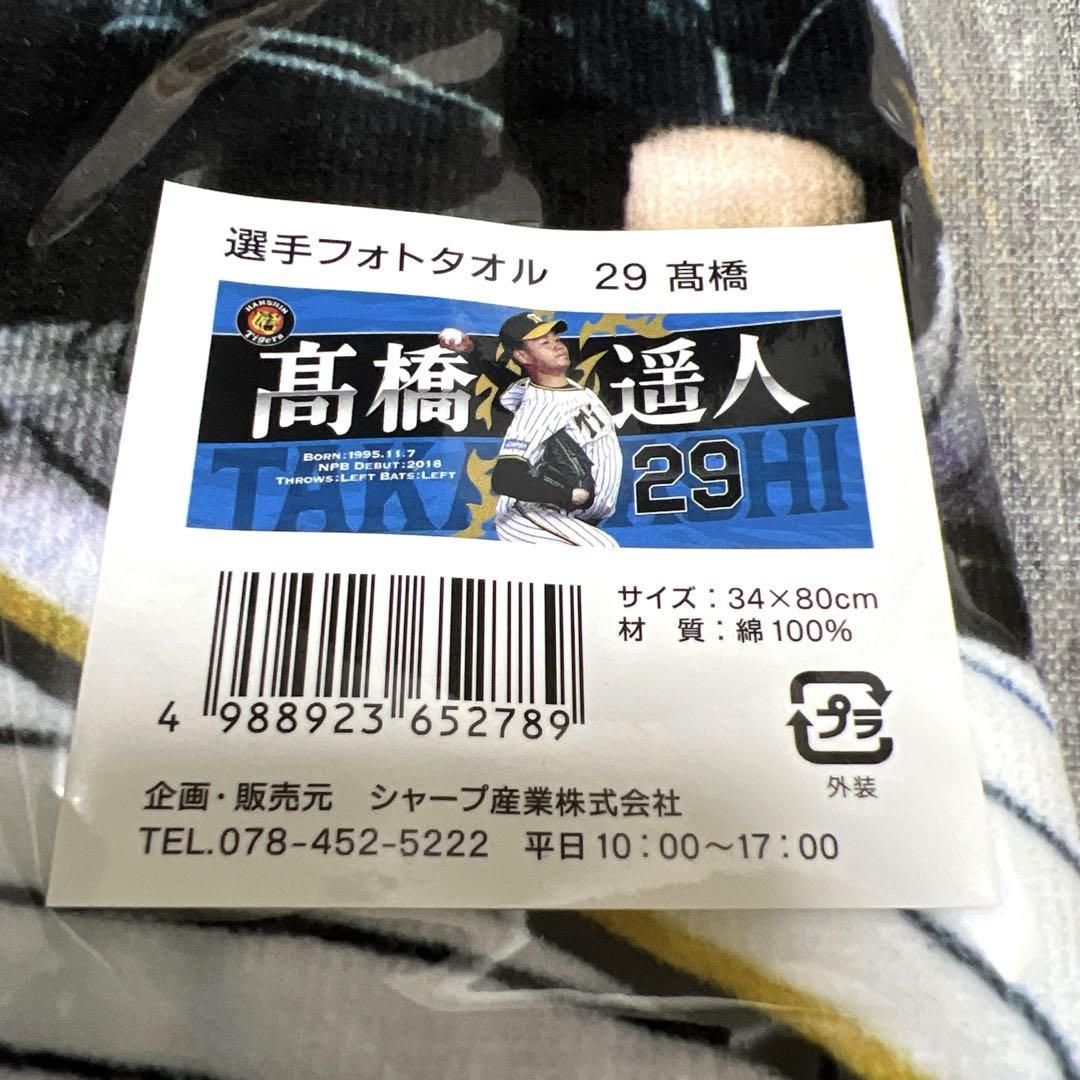 選手フォトタオル 29 髙橋
HANSHIN
Tigers
髙橋 遥人
BORN:1995.11.7
NPB DEBUT:2018
THROWS:LEFT BATS:LEFT
29
サイズ：34×80cm
材 質：綿100%
4 988923 652789
プラ
外装
企画・販売元 シャープ産業株式会社
TEL.078-452-5222 平日10：00〜17：00